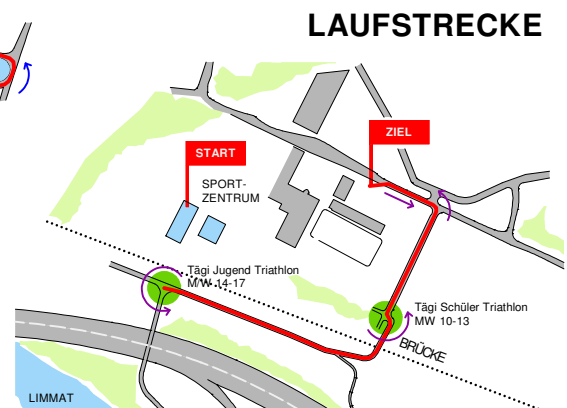 LAUFSTRECKE
ZIEL
START
SPORT-
ZENTRUM
Tägi Jugend Triathlon
M/W 14-17
Tägi Schüler Triathlon
MW 10-13
BRÜCKE
LIMMAT